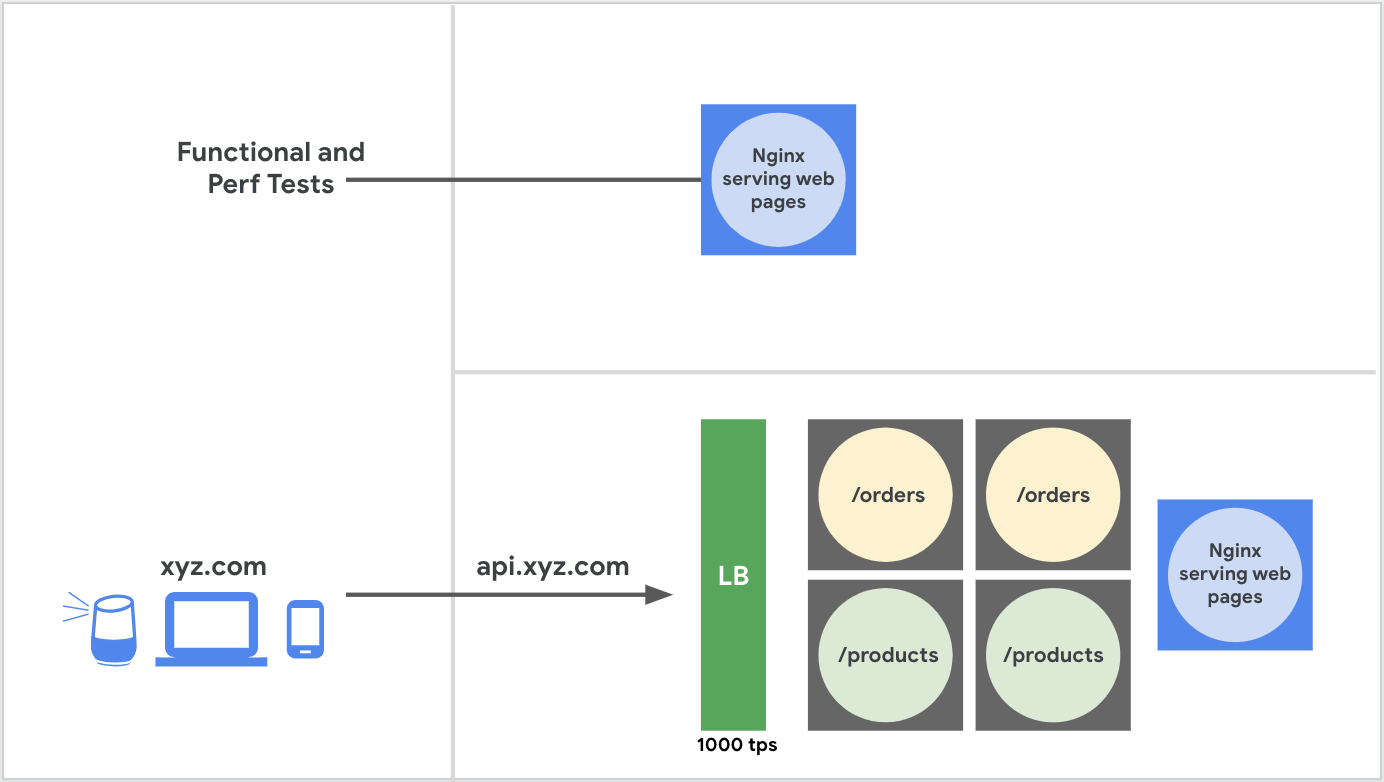 Functional and
Perf Tests
Nginx
serving web
pages
xyz.com
api.xyz.com
LB
1000 tps
/orders
/orders
/products
/products
Nginx
serving web
pages